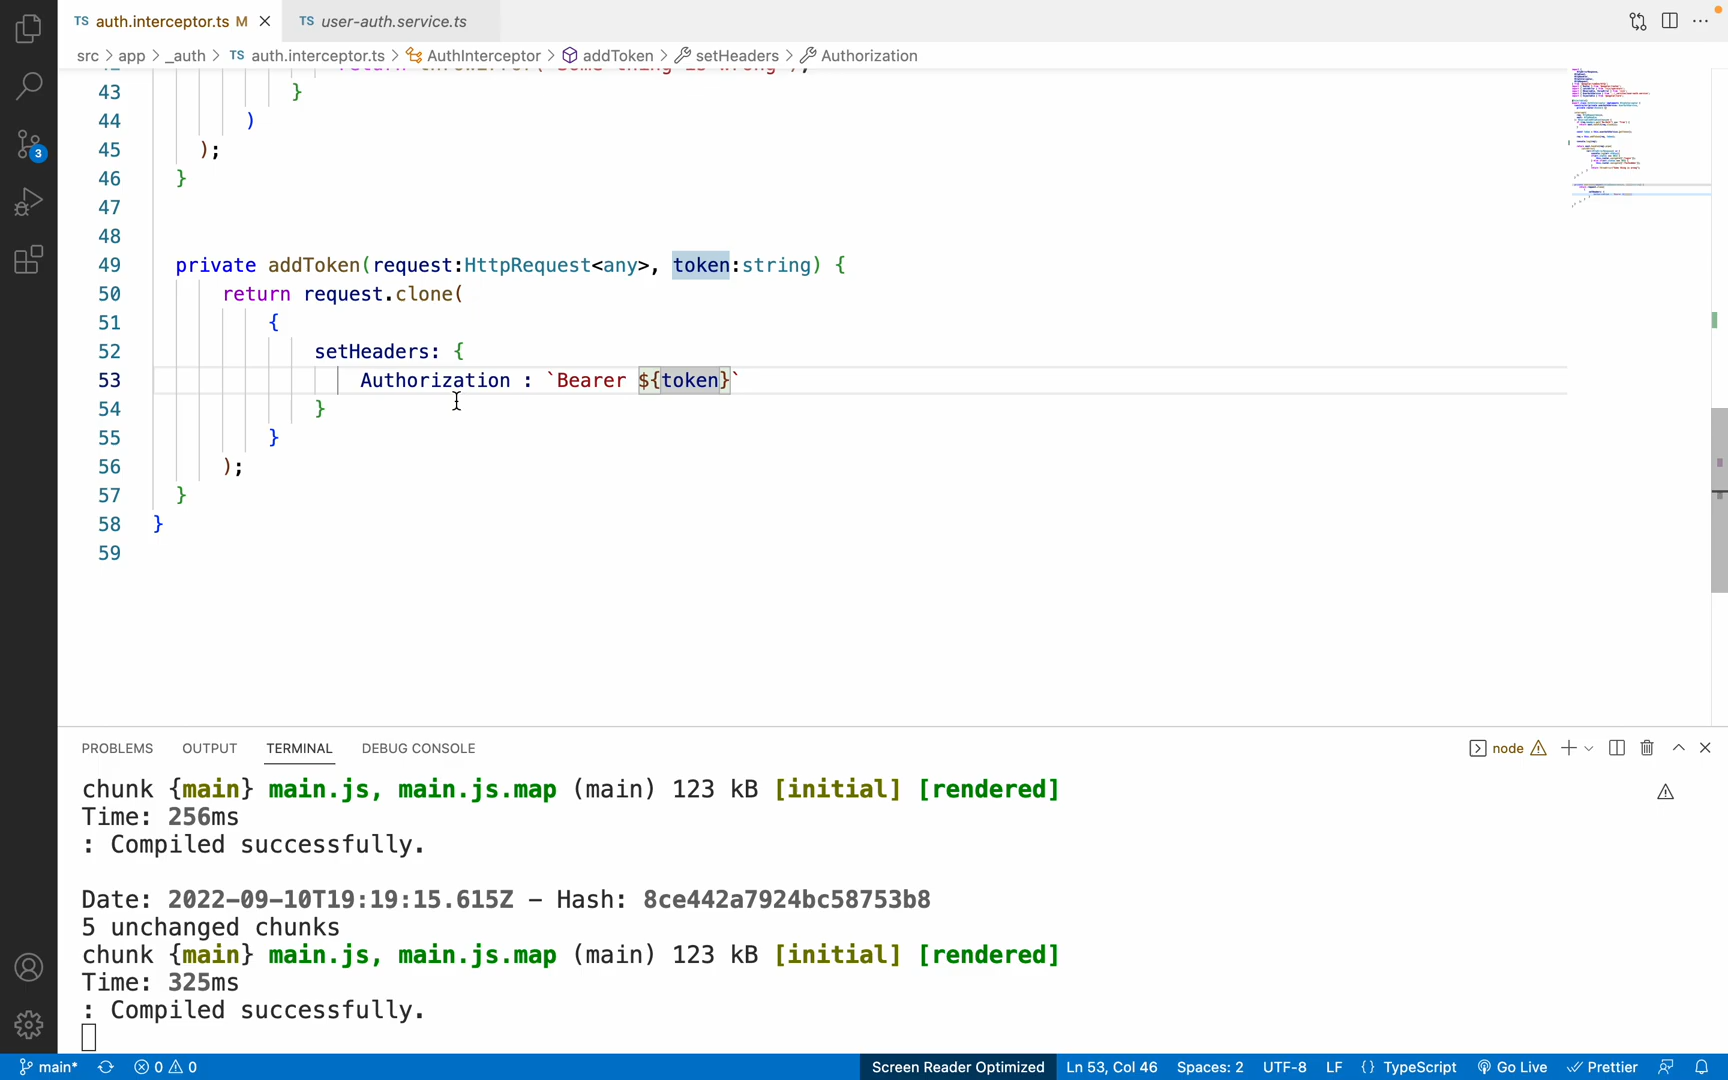 TS auth.interceptor.ts M
TS user-auth.service.ts
src > app > _auth > TS auth.interceptor.ts > AuthInterceptor > addToken > setHeaders > Authorization
43 }
44 )
45 );
46 }
47
48
49 private addToken(request:HttpRequest<any>, token:string) {
50 return request.clone(
51 {
52 setHeaders: {
53 Authorization : `Bearer ${token}`
54 }
55 }
56 );
57 }
58 }
59
3
PROBLEMS OUTPUT TERMINAL DEBUG CONSOLE
node
chunk {main} main.js, main.js.map (main) 123 kB [initial] [rendered]
Time: 256ms
: Compiled successfully.
Date: 2022-09-10T19:19:15.615Z - Hash: 8ce442a7924bc58753b8
5 unchanged chunks
chunk {main} main.js, main.js.map (main) 123 kB [initial] [rendered]
Time: 325ms
: Compiled successfully.
main* 0 0 Screen Reader Optimized Ln 53, Col 46 Spaces: 2 UTF-8 LF {} TypeScript Go Live Prettier